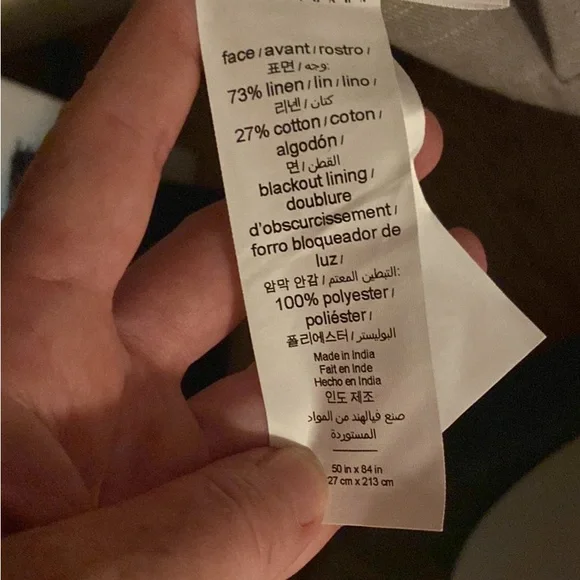 face / avant / rostro /
표면 / وجه:
73% linen / lin / lino /
리넨 / كتان
27% cotton / coton /
algodón /
면 / القطن
blackout lining /
doublure
d'obscurcissement /
forro bloqueador de
luz /
암막 안감 / التبطين المعتم:
100% polyester /
poliéster /
폴리에스터 / البوليستر
Made in India
Fait en Inde
Hecho en India
인도 제조
صنع فيالهند من المواد
المستوردة
50 in x 84 in
27 cm x 213 cm